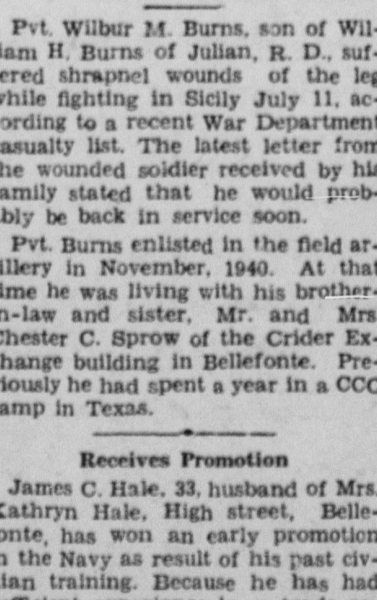 Pvt. Wilbur M. Burns, son of Wil-
iam H. Burns of Julian, R. D., suf-
ered shrapnel wounds of the leg
while fighting in Sicily July 11, ac-
ording to a recent War Department
asualty list. The latest letter from
he wounded soldier received by his
amily stated that he would prob-
bly be back in service soon.
Pvt. Burns enlisted in the field ar-
illery in November, 1940. At that
ime he was living with his brother-
n-law and sister, Mr. and Mrs
Chester C. Sprow of the Crider Ex-
hange building in Bellefonte. Pre-
iously he had spent a year in a CCC
amp in Texas.
Receives Promotion
James C. Hale, 33, husband of Mrs.
Kathryn Hale, High street, Belle-
onte, has won an early promotion
n the Navy as result of his past civ-
lian training. Because he has had